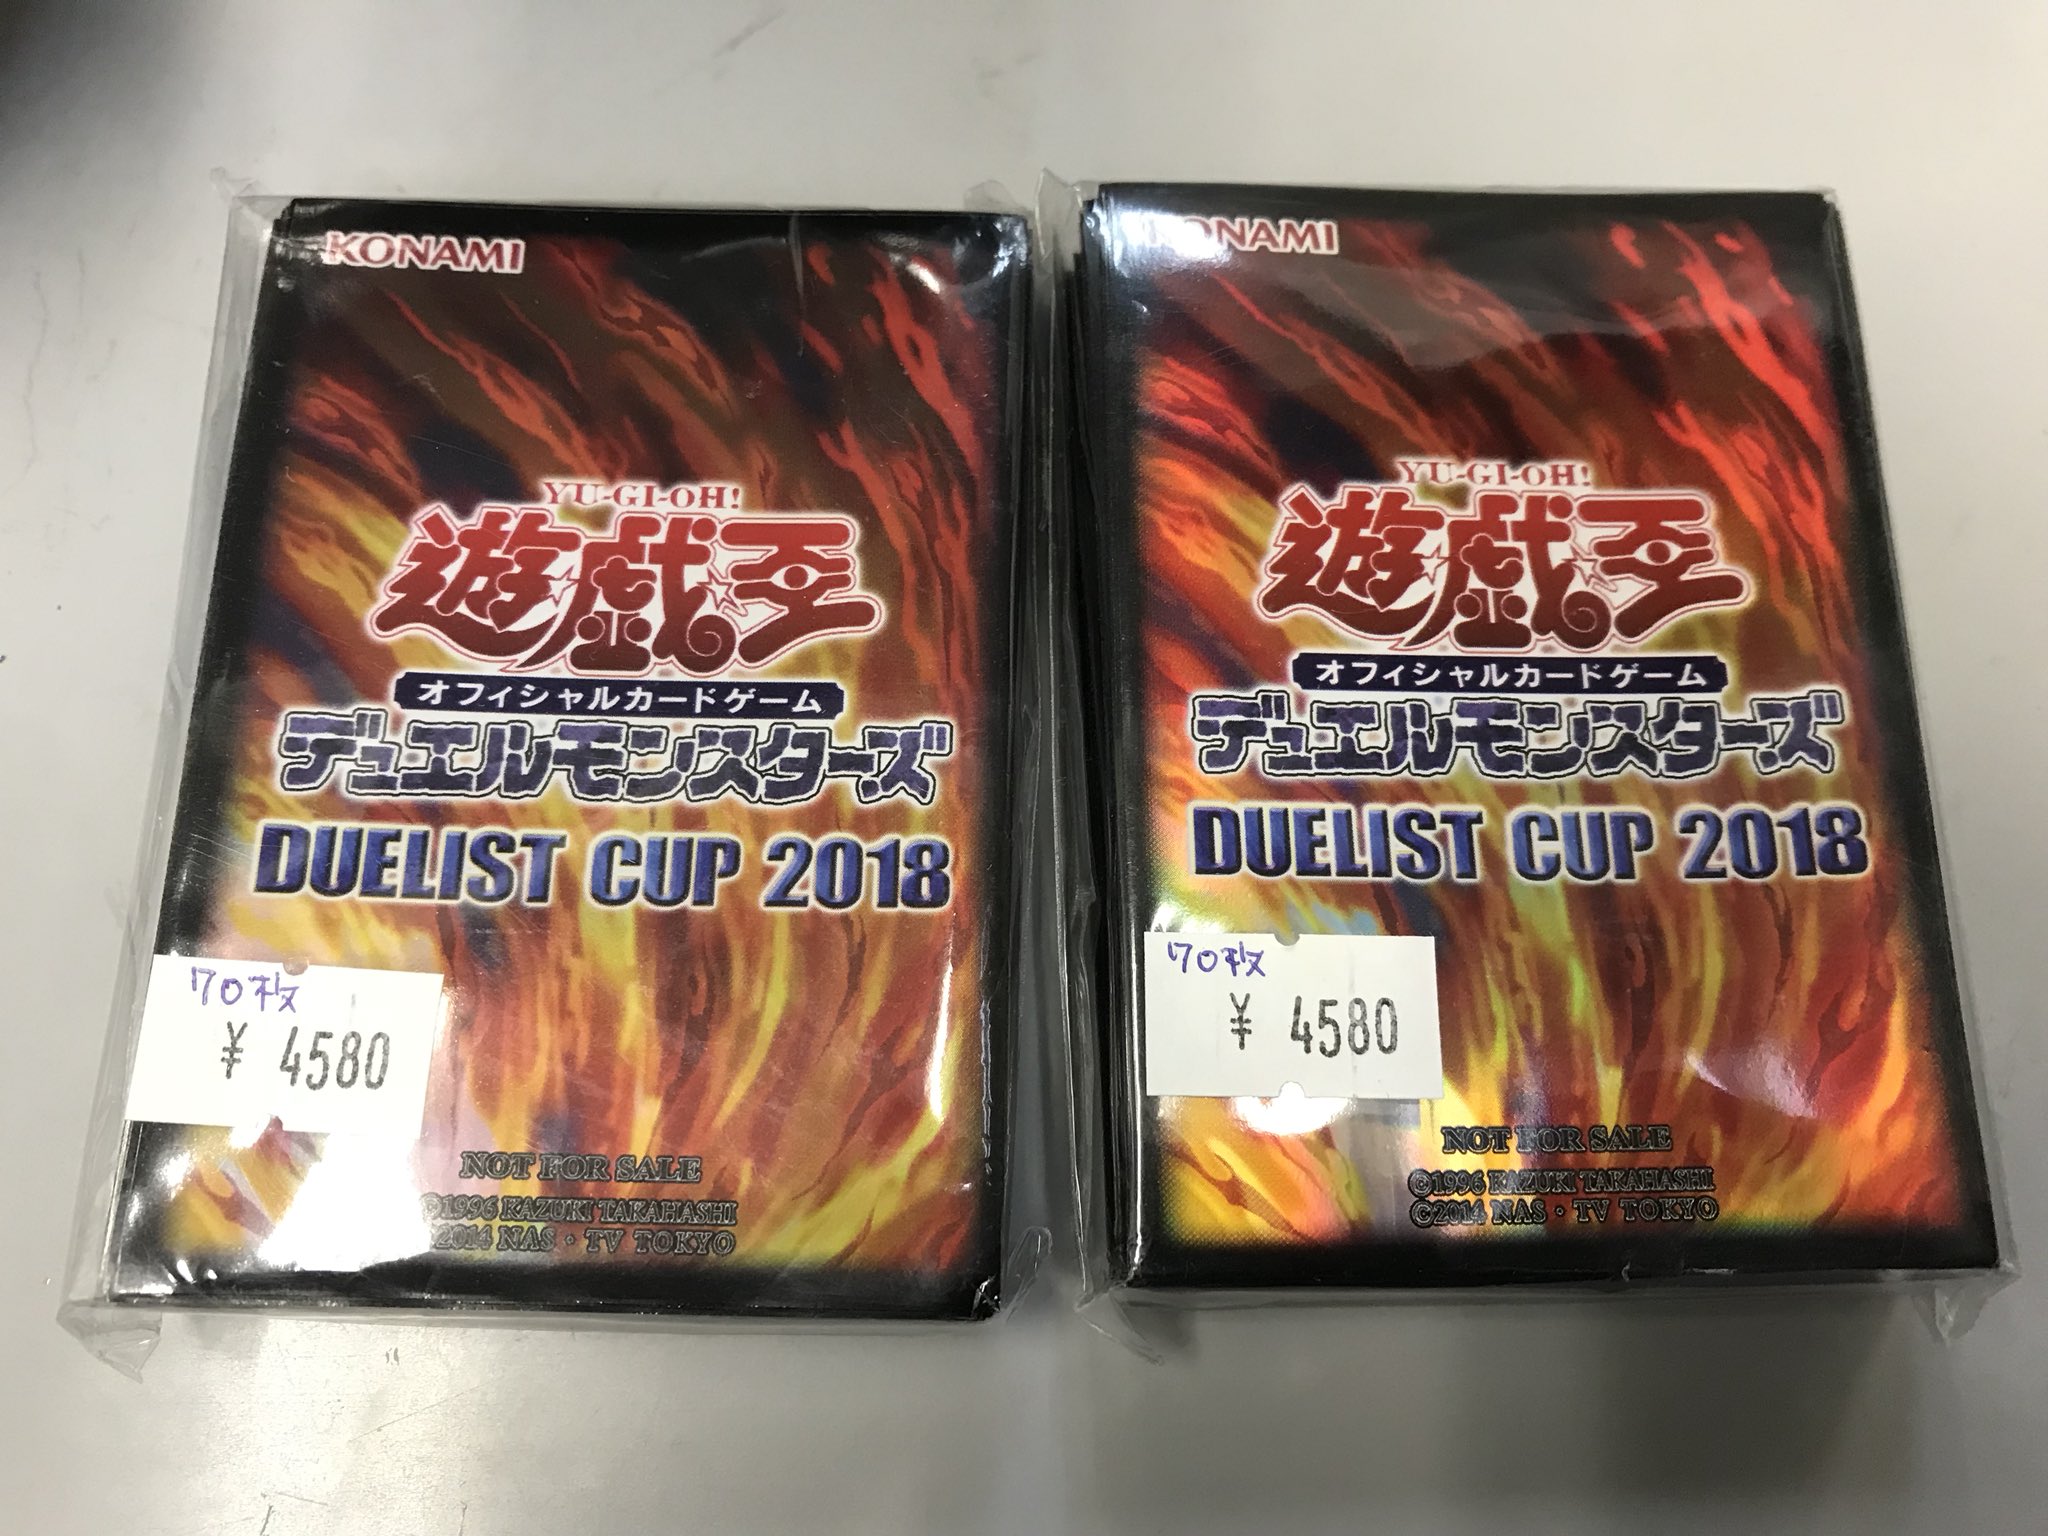 KONAMI
YU-GI-OH!
遊戯王
オフィシャルカードゲーム
デュエルモンスターズ
DUELIST CUP 2018
70枚
¥ 4580
NOT FOR SALE
©1996 KAZUKI TAKAHASHI
©2014 NAS・TV TOKYO
KONAMI
YU-GI-OH!
遊戯王
オフィシャルカードゲーム
デュエルモンスターズ
DUELIST CUP 2018
70枚
¥ 4580
NOT FOR SALE
©1996 KAZUKI TAKAHASHI
©2014 NAS・TV TOKYO